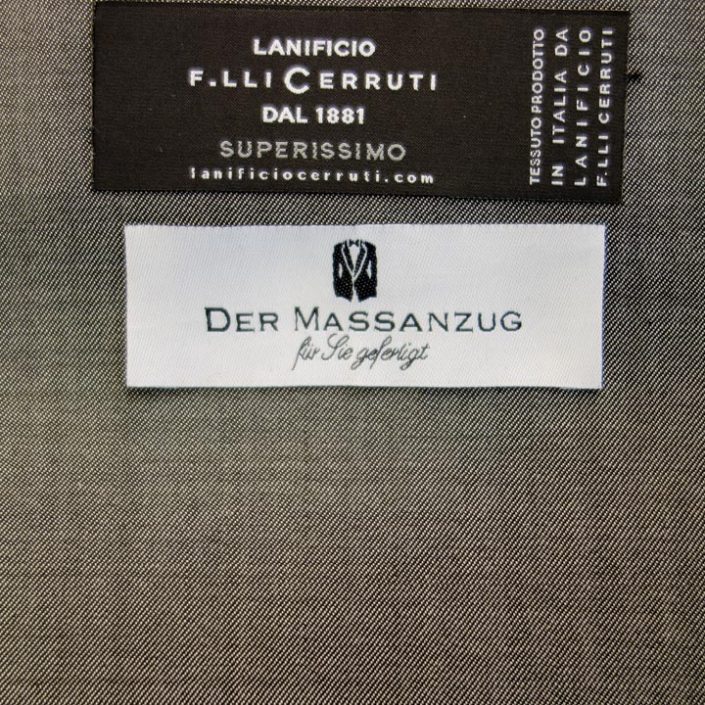 LANIFICIO
F.LLI CERRUTI
DAL 1881
SUPERISSIMO
lanificiocerruti.com
TESSUTO PRODOTTO
IN ITALIA DA
LANIFICIO
F.LLI CERRUTI
DER MASSANZUG
für Sie gefertigt